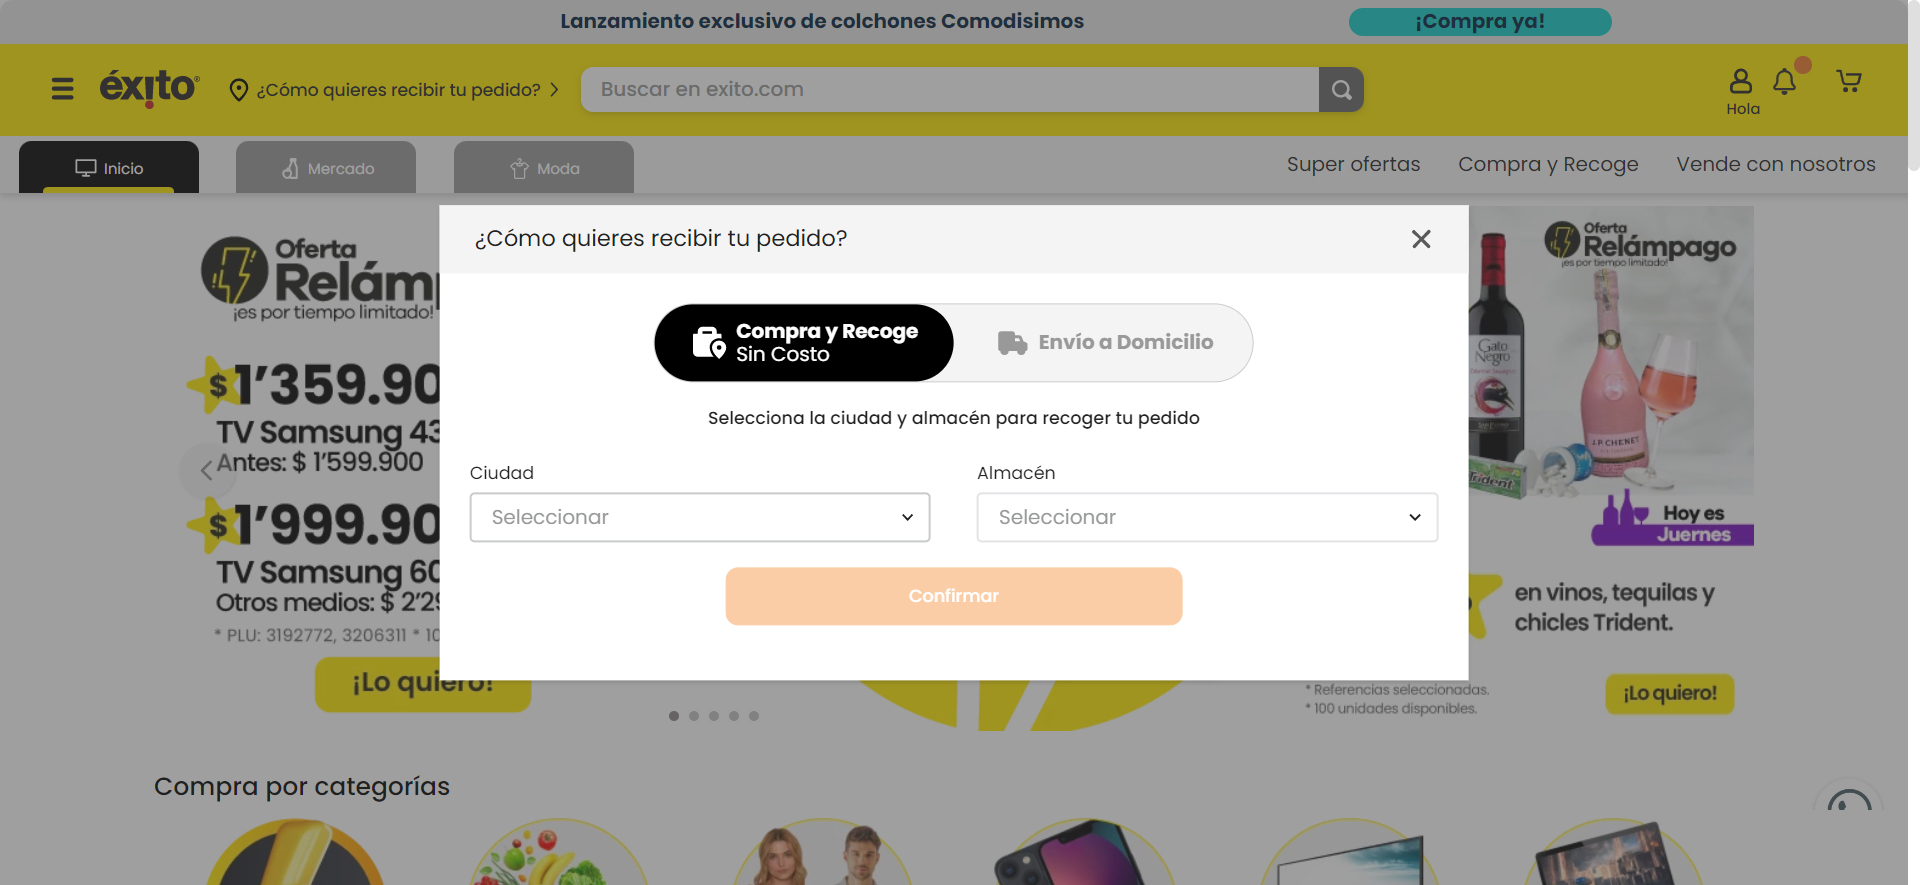 Lanzamiento exclusivo de colchones Comodisimos
¡Compra ya!
éxito
¿Cómo quieres recibir tu pedido?
Buscar en exito.com
Hola
Inicio
Mercado
Moda
Super ofertas
Compra y Recoge
Vende con nosotros
Oferta
Relám
¡es por tiempo limitado!
$1'359.90
TV Samsung 43
Antes: $ 1'599.900
$1'999.90
TV Samsung 60
Otros medios: $ 2'29
* PLU: 3192772, 3206311 * 10
¡Lo quiero!
¿Cómo quieres recibir tu pedido?
Compra y Recoge
Sin Costo
Envío a Domicilio
Selecciona la ciudad y almacén para recoger tu pedido
Ciudad
Almacén
Seleccionar
Seleccionar
Confirmar
Oferta
Relámpago
¡es por tiempo limitado!
Gato
Negro
J.P. CHENET
Trident
Hoy es
Juernes
en vinos, tequilas y
chicles Trident.
* Referencias seleccionadas.
* 100 unidades disponibles.
¡Lo quiero!
Compra por categorías